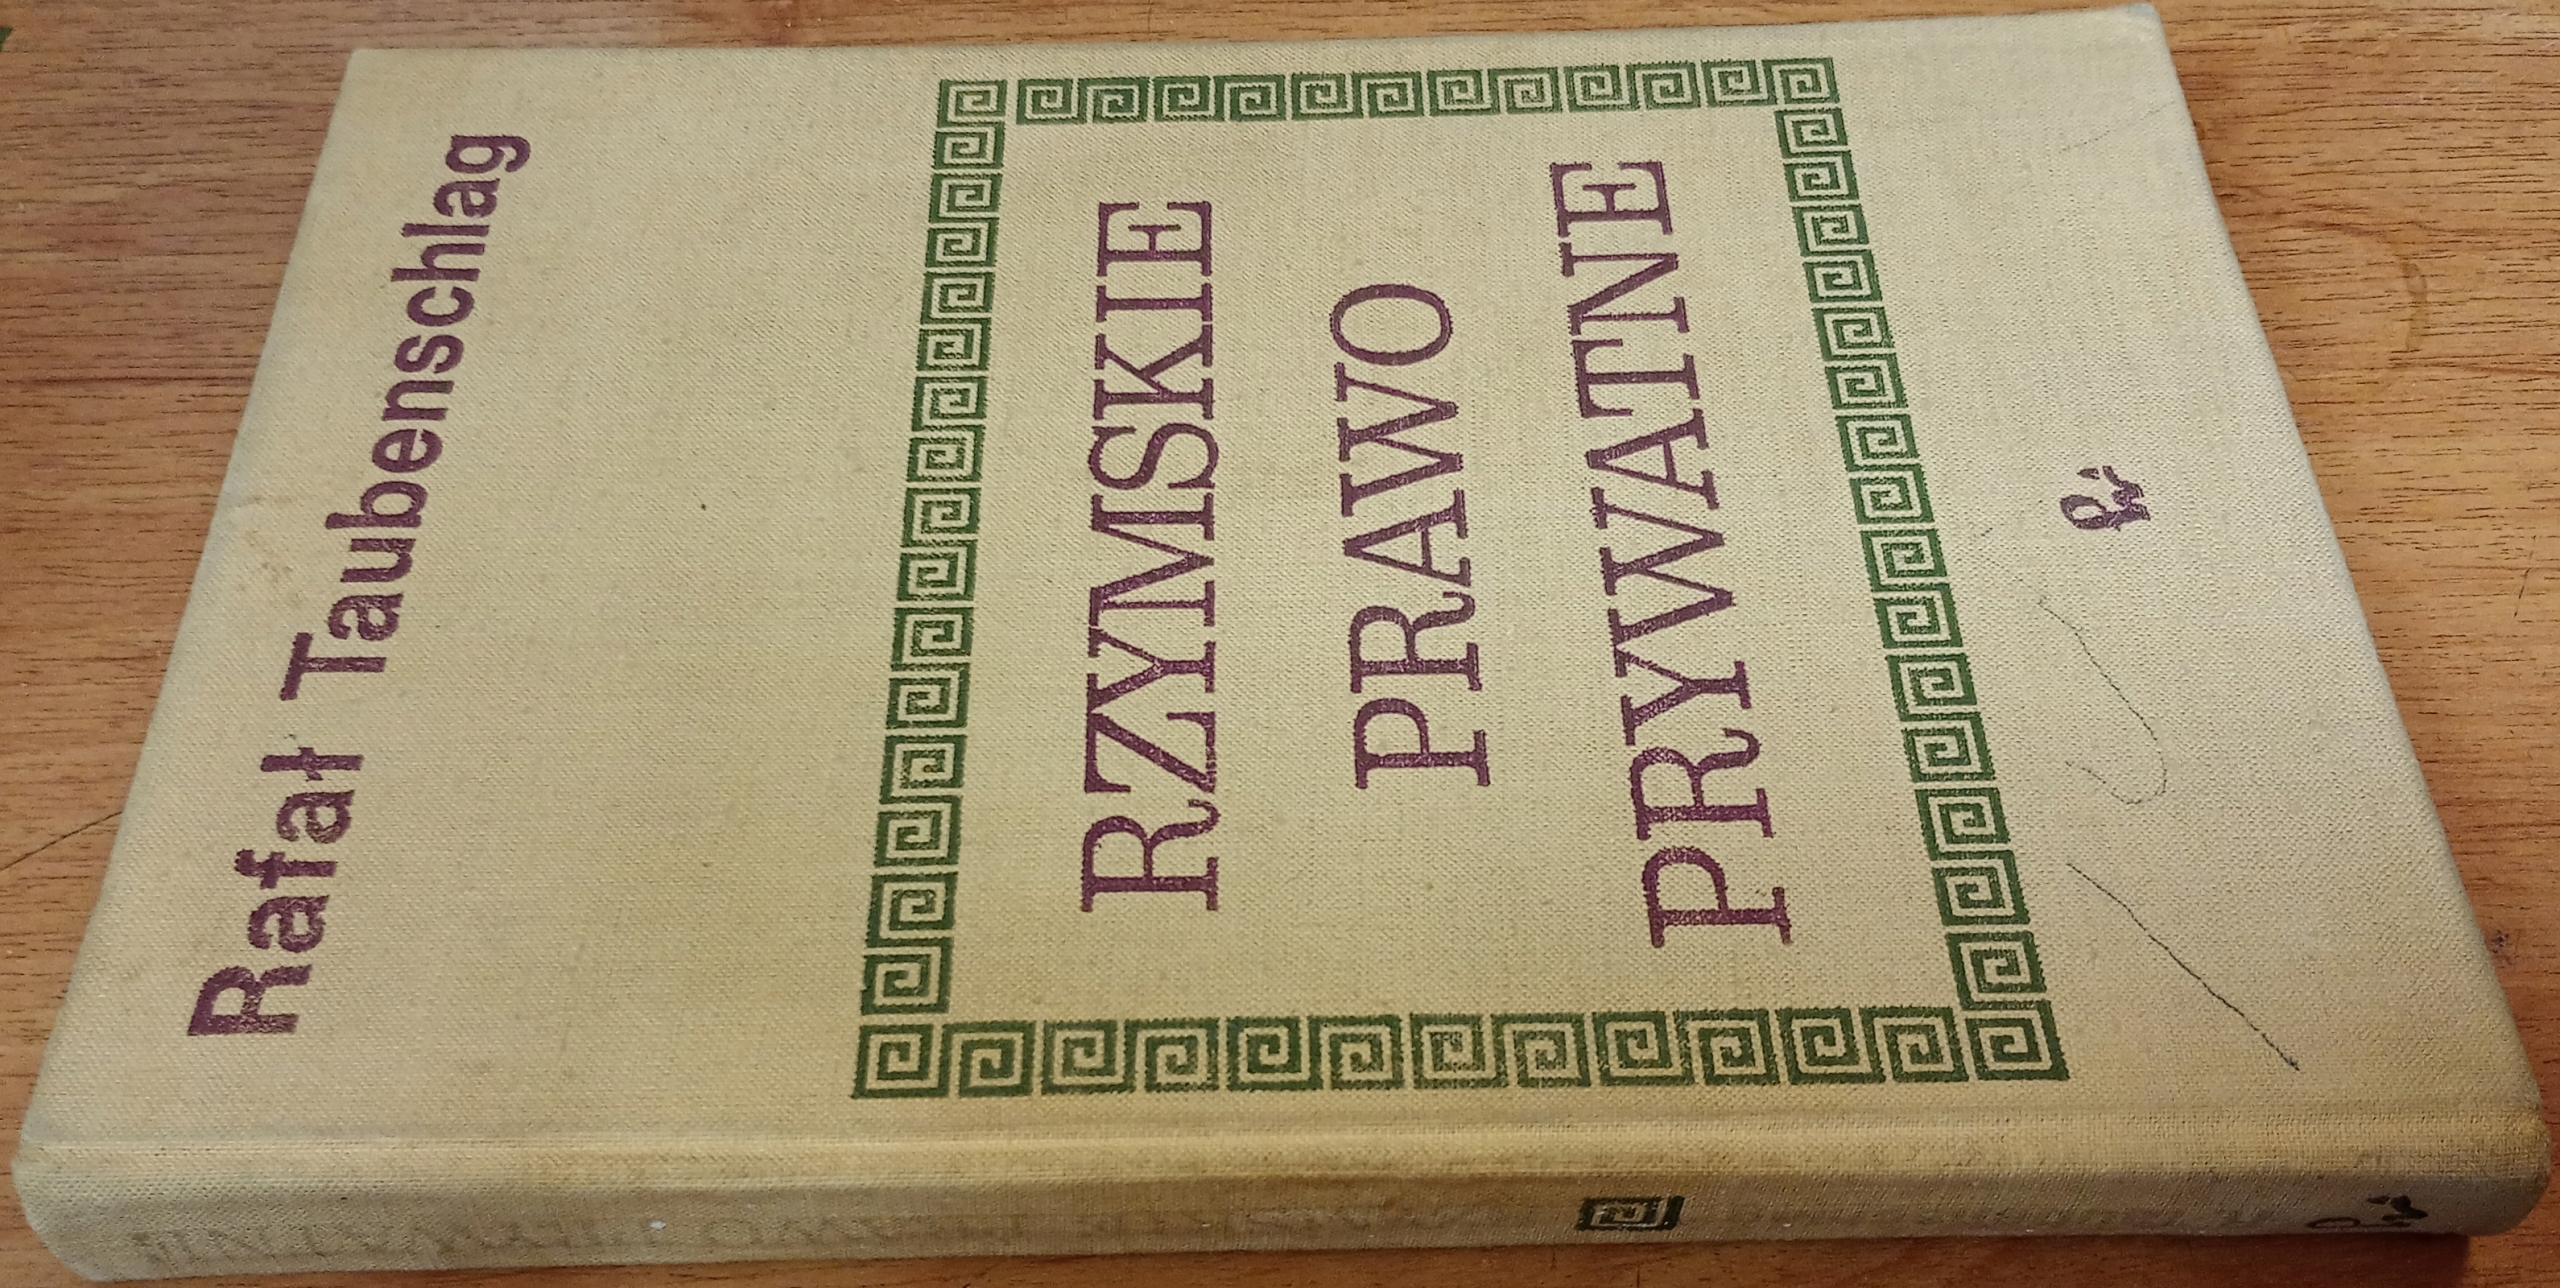 Rafał Taubenschlag
RZYMSKIE
PRAWO
PRYWATNE